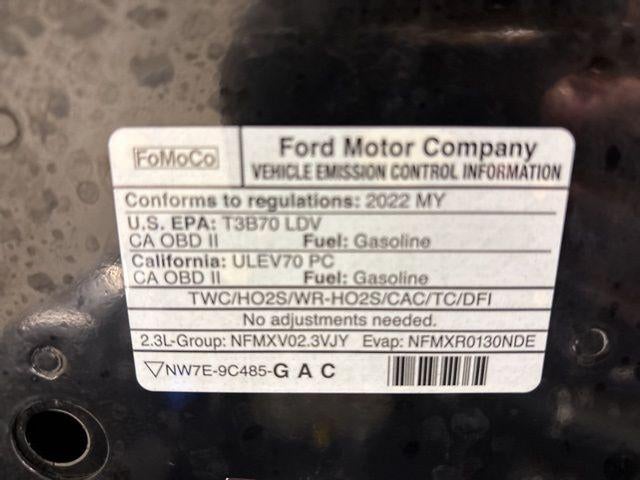 FoMoCo
Ford Motor Company
VEHICLE EMISSION CONTROL INFORMATION
Conforms to regulations: 2022 MY
U.S. EPA: T3B70 LDV
CA OBD II Fuel: Gasoline
California: ULEV70 PC
CA OBD II Fuel: Gasoline
TWC/HO2S/WR-HO2S/CAC/TC/DFI
No adjustments needed.
2.3L-Group: NFMXV02.3VJY Evap: NFMXR0130NDE
▽NW7E-9C485-G A C